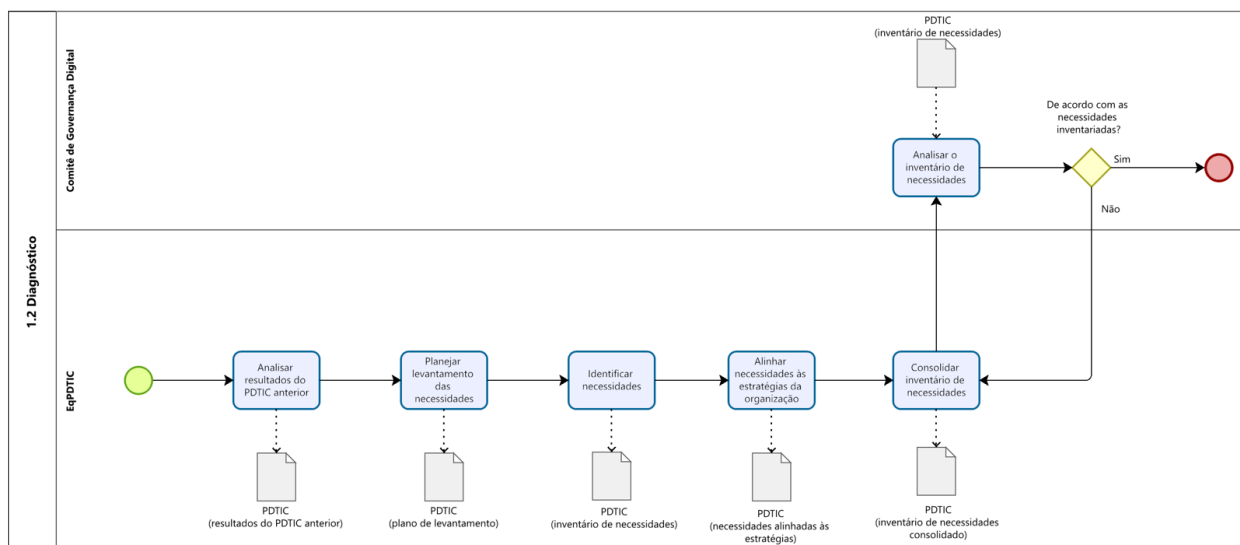 1.2 Diagnóstico
Comitê de Governança Digital
PDTIC
(inventário de necessidades)
De acordo com as
necessidades
inventariadas?
Analisar o
inventário de
necessidades
Sim
Não
EqPDTIC
Analisar
resultados do
PDTIC anterior
Planejar
levantamento
das
necessidades
Identificar
necessidades
Alinhar
necessidades às
estratégias da
organização
Consolidar
inventário de
necessidades
PDTIC
(resultados do PDTIC anterior)
PDTIC
(plano de levantamento)
PDTIC
(inventário de necessidades)
PDTIC
(necessidades alinhadas às
estratégias)
PDTIC
(inventário de necessidades
consolidado)